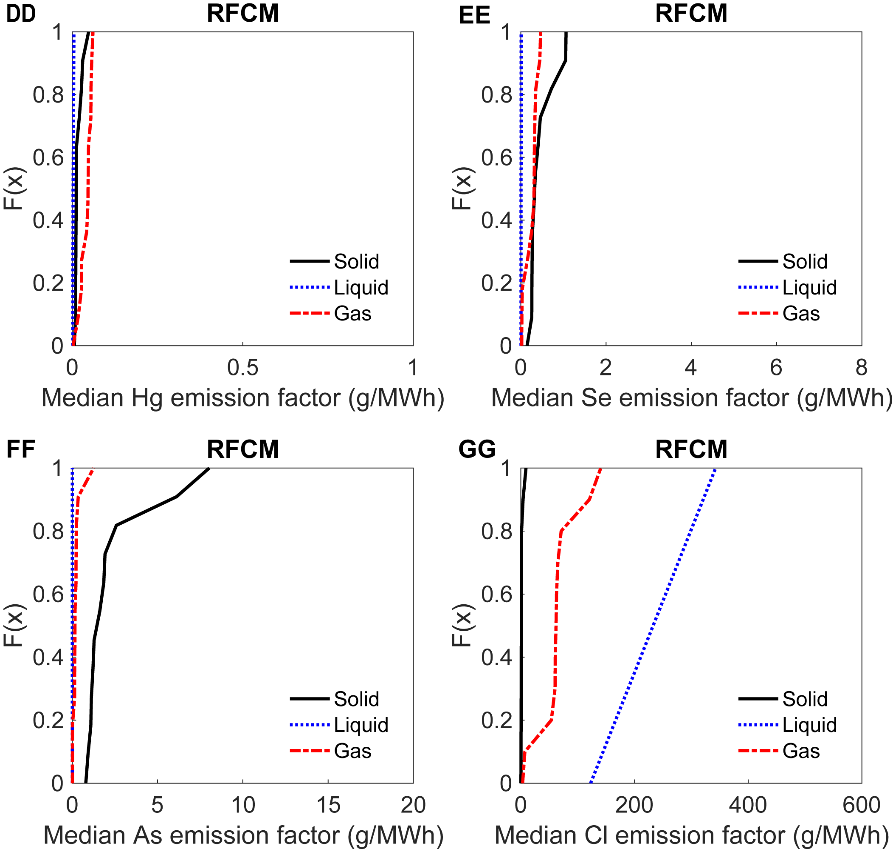 DD RFCM
F(x)
1
0.8
0.6
0.4
0.2
0
Solid
Liquid
Gas
0 0.5 1
Median Hg emission factor (g/MWh)
EE RFCM
F(x)
1
0.8
0.6
0.4
0.2
0
Solid
Liquid
Gas
0 2 4 6 8
Median Se emission factor (g/MWh)
FF RFCM
F(x)
1
0.8
0.6
0.4
0.2
0
Solid
Liquid
Gas
0 5 10 15 20
Median As emission factor (g/MWh)
GG RFCM
F(x)
1
0.8
0.6
0.4
0.2
0
Solid
Liquid
Gas
0 200 400 600
Median Cl emission factor (g/MWh)